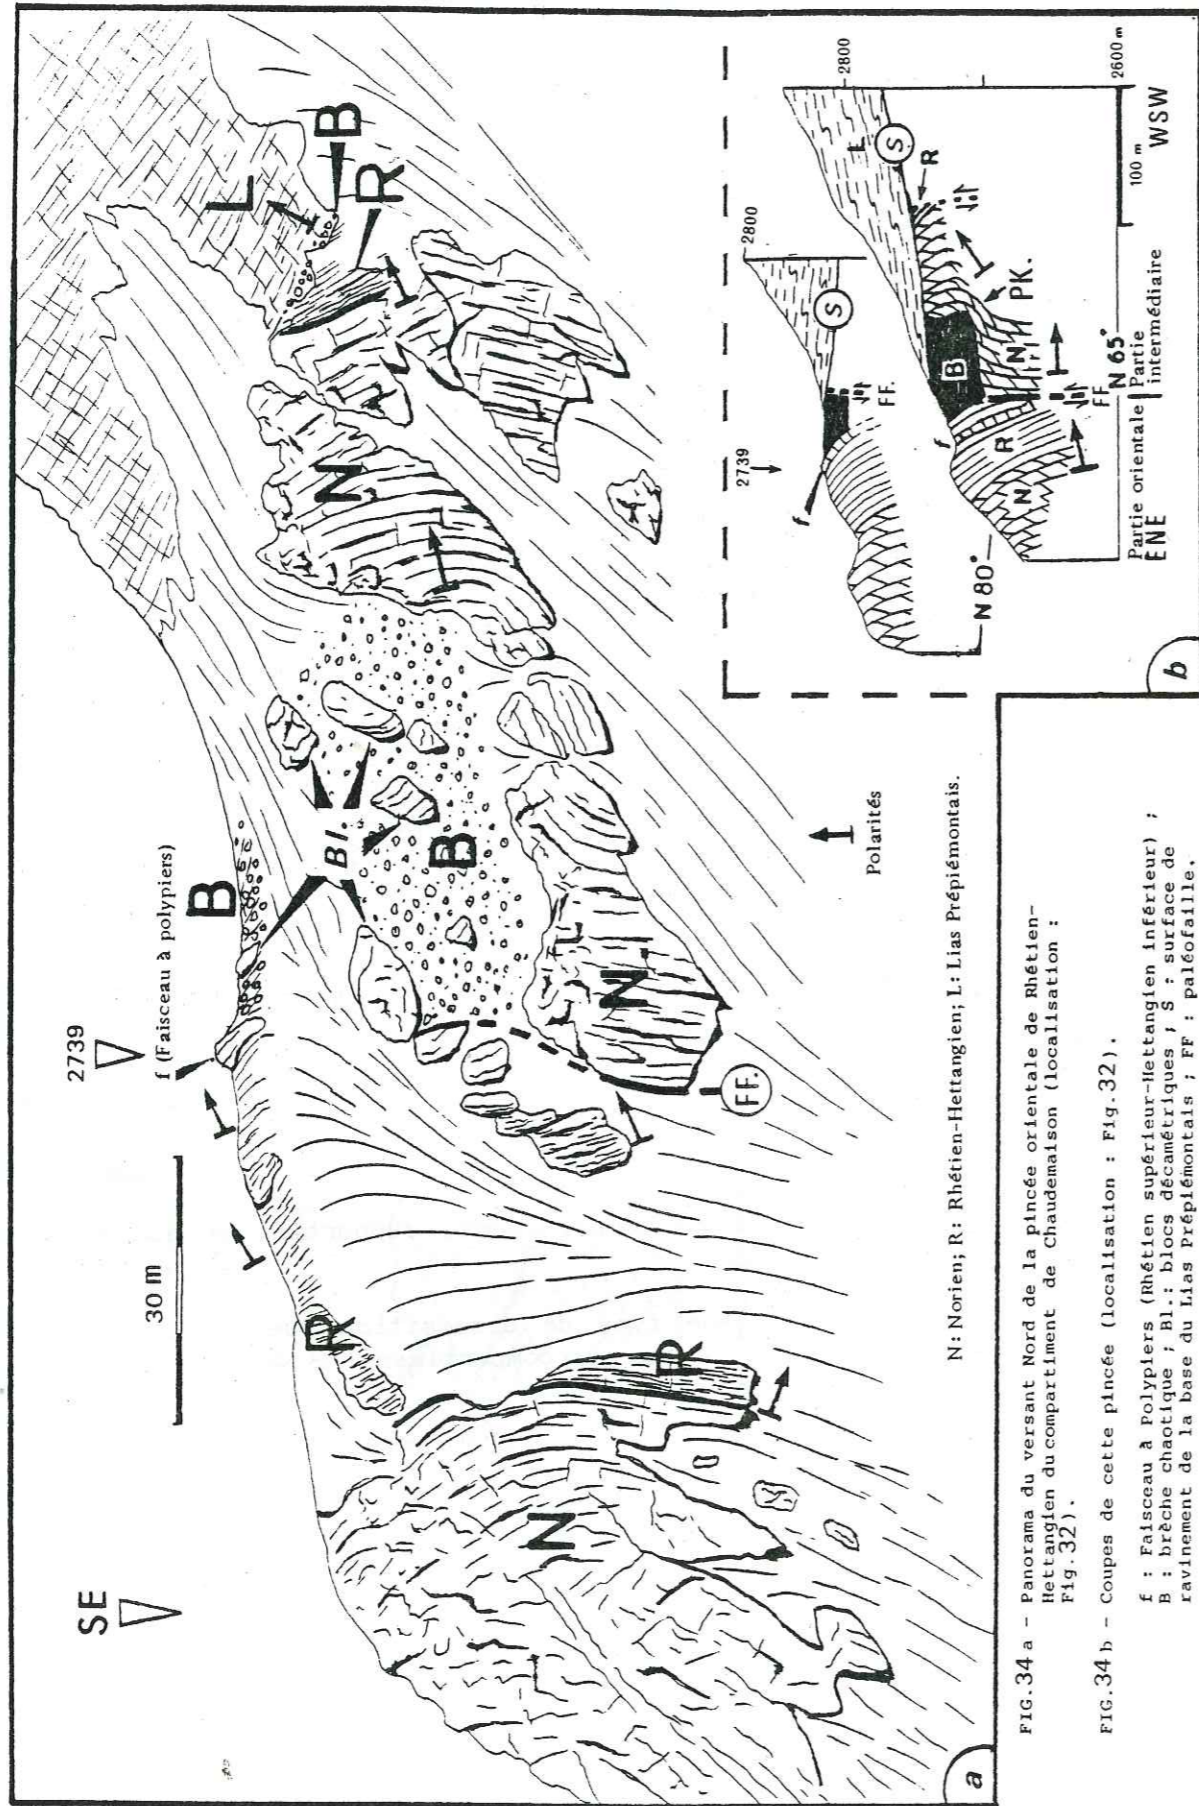 SE
2739
30 m
f (Faisceau à polypiers)
B
L
B
R
N
Bl.
B
R
N
R
N
FF.
Polarités
N: Norien; R: Rhétien-Hettangien; L: Lias Prépiémontais.
a
2739
2800
2800
f
S
FF.
L
S
R
B
f
PK.
N
R
N
FF.
N 80°
N 65°
2600 m
100 m
Partie orientale
Partie
intermédiaire
ENE
WSW
b
FIG.34 a - Panorama du versant Nord de la pincée orientale de Rhétien-
Hettangien du compartiment de Chaudemaison (localisation :
Fig.32).
FIG.34 b - Coupes de cette pincée (localisation : Fig.32).
f : Faisceau à Polypiers (Rhétien supérieur-Hettangien inférieur) ;
B : brèche chaotique ; Bl.: blocs décamétriques ; S : surface de
ravinement de la base du Lias Prépiémontais ; FF : paléofaille.